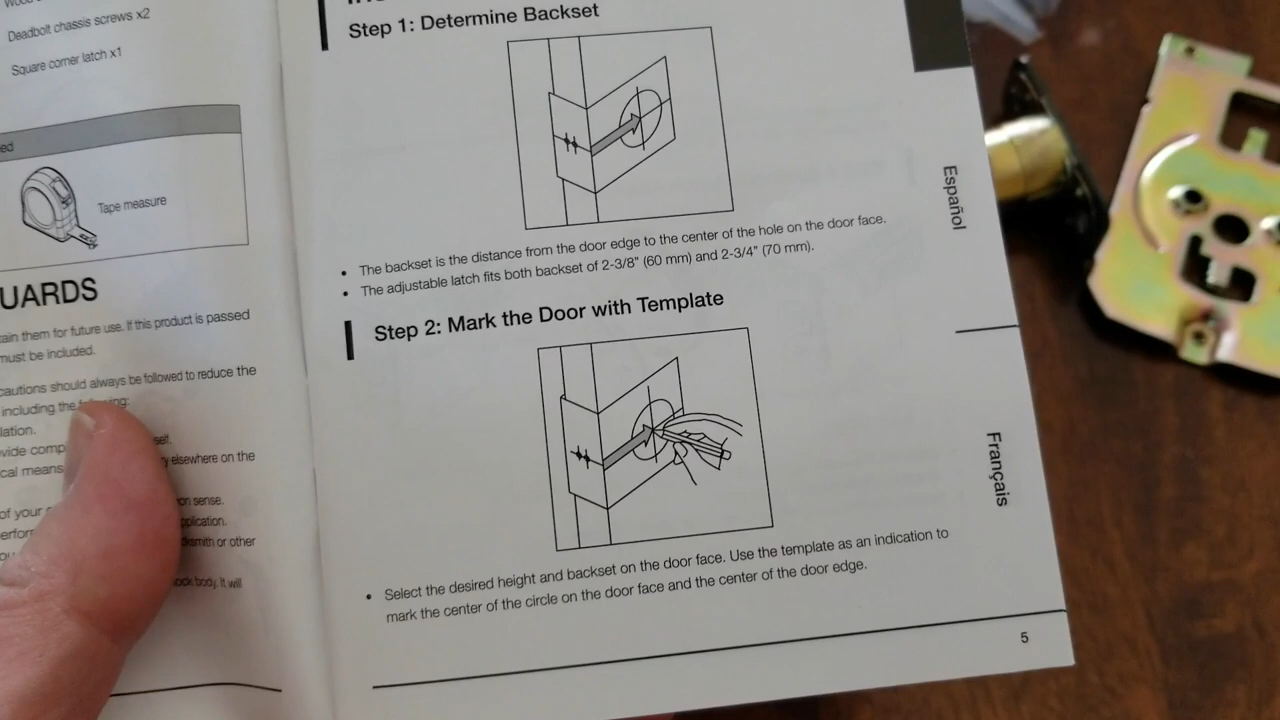 Deadbolt chassis screws x2
Square corner latch x1
ed
Tape measure
UARDS
tain them for future use. If this product is passed
must be included.
cautions should always be followed to reduce the
including the following:
lation.
vide comp self.
cal means elsewhere on the
of your on sense.
perform plication.
cksmith or other
ock body. It will
Step 1: Determine Backset
• The backset is the distance from the door edge to the center of the hole on the door face.
• The adjustable latch fits both backset of 2-3/8" (60 mm) and 2-3/4" (70 mm).
Step 2: Mark the Door with Template
• Select the desired height and backset on the door face. Use the template as an indication to
mark the center of the circle on the door face and the center of the door edge.
5
Español
Français